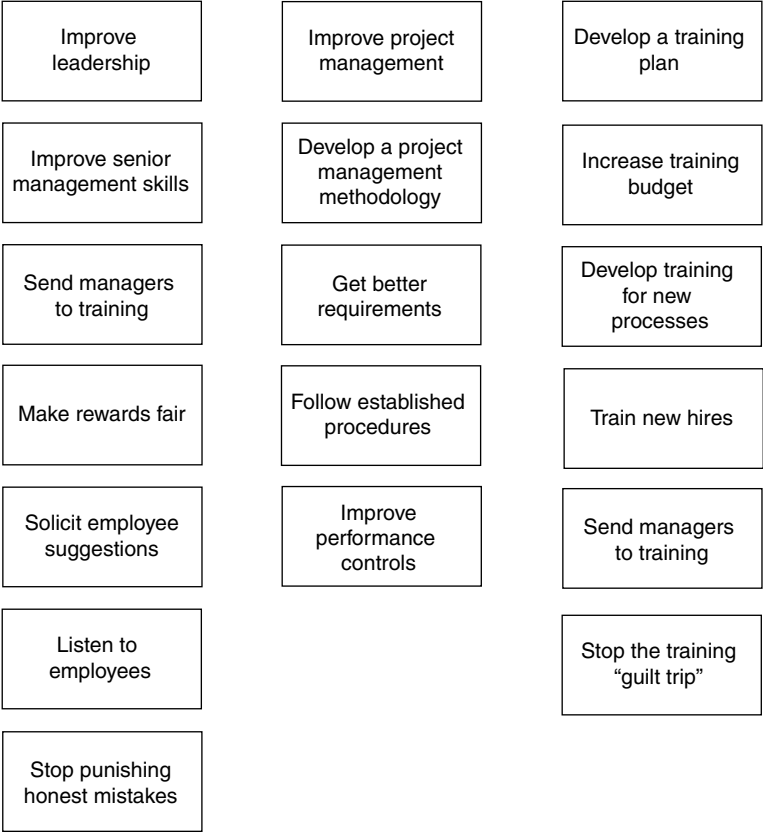 Improve
leadership
Improve senior
management skills
Send managers
to training
Make rewards fair
Solicit employee
suggestions
Listen to
employees
Stop punishing
honest mistakes
Improve project
management
Develop a project
management
methodology
Get better
requirements
Follow established
procedures
Improve
performance
controls
Develop a training
plan
Increase training
budget
Develop training
for new
processes
Train new hires
Send managers
to training
Stop the training
“guilt trip”